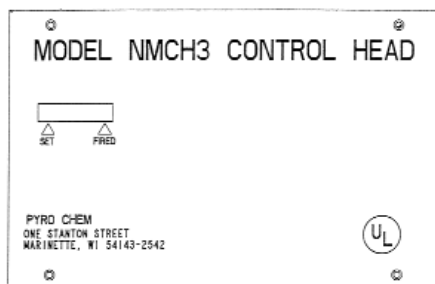 MODEL NMCH3 CONTROL HEAD
SET FIRED
PYRO CHEM
ONE STANTON STREET
MARINETTE, WI 54143-2542
UL